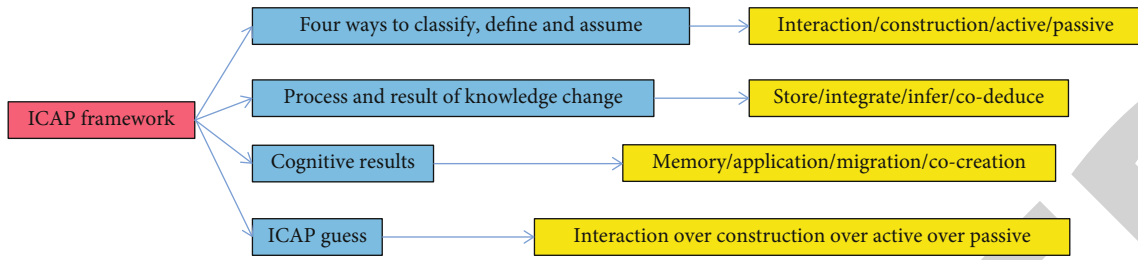 Four ways to classify, define and assume
Interaction/construction/active/passive
Process and result of knowledge change
Store/integrate/infer/co-deduce
ICAP framework
Cognitive results
Memory/application/migration/co-creation
ICAP guess
Interaction over construction over active over passive